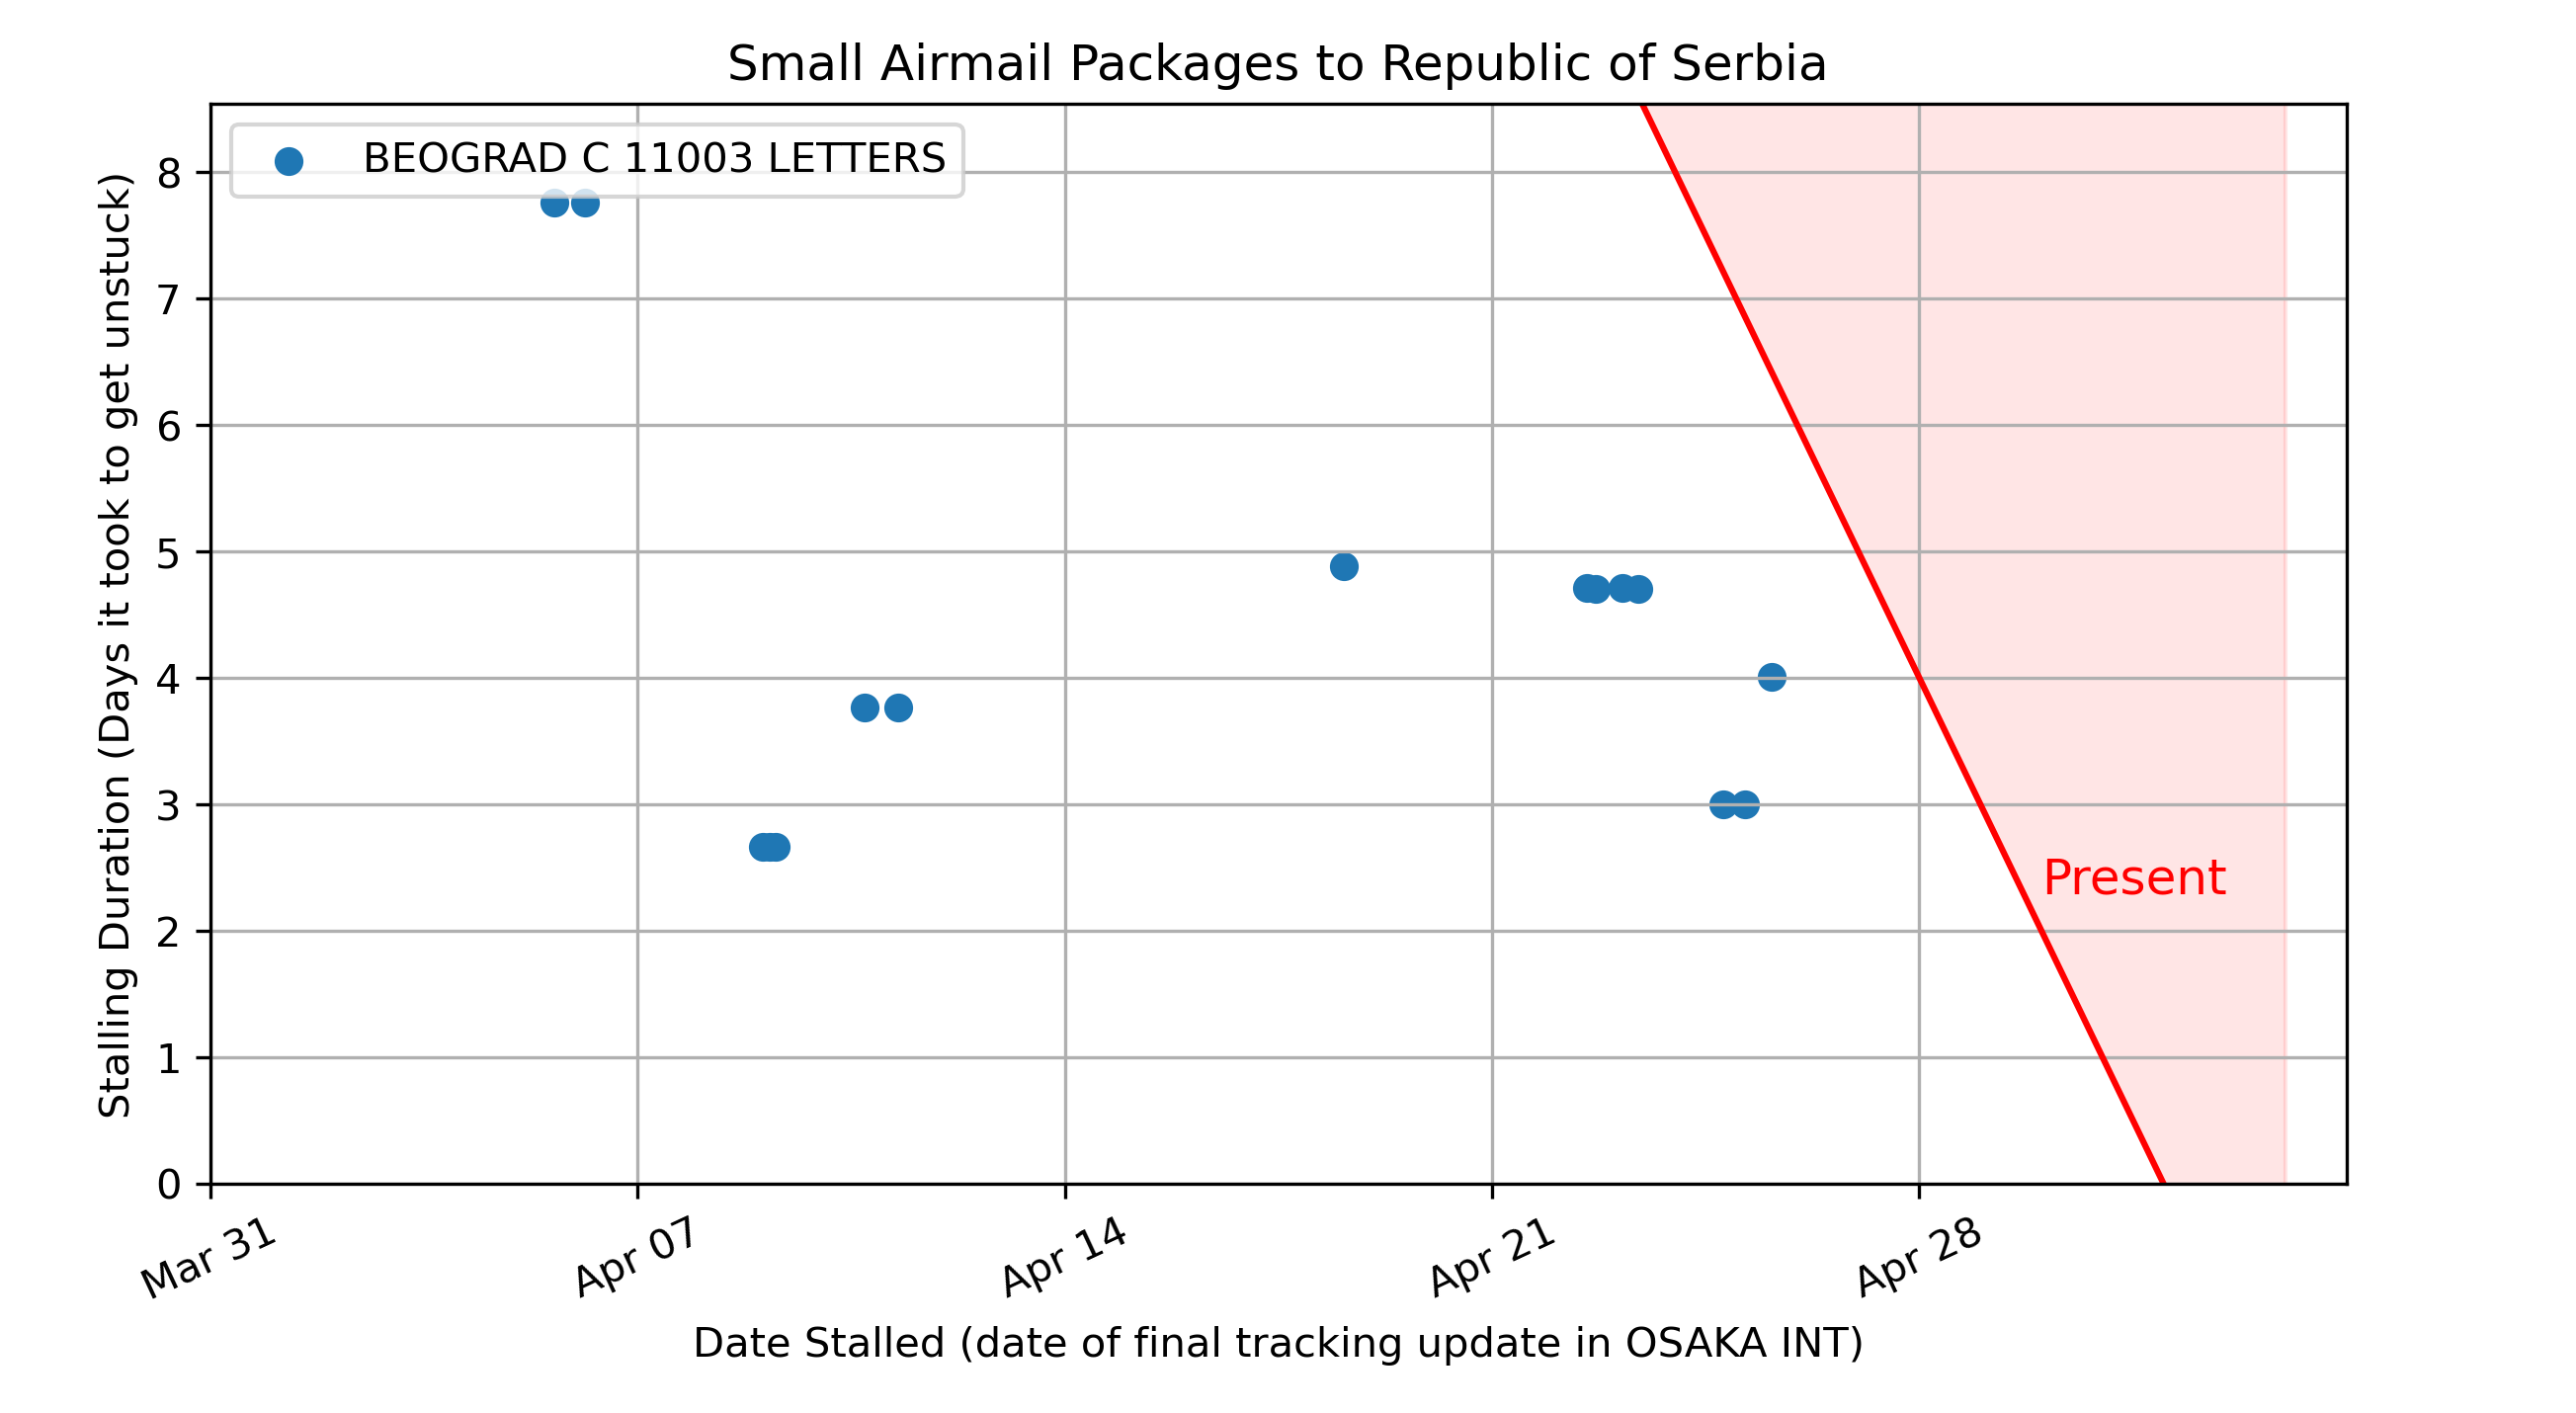 Small Airmail Packages to Republic of Serbia
BEOGRAD C 11003 LETTERS
Stalling Duration (Days it took to get unstuck)
8
7
6
5
4
3
2
1
0
Present
Mar 31
Apr 07
Apr 14
Apr 21
Apr 28
Date Stalled (date of final tracking update in OSAKA INT)